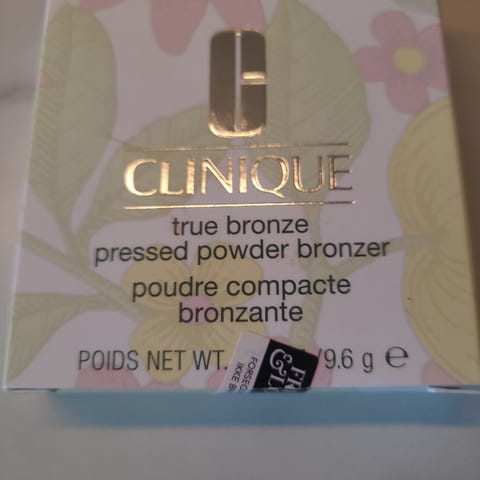 CLINIQUE
true bronze
pressed powder bronzer
poudre compacte
bronzante
POIDS NET WT. /9.6 g ℮